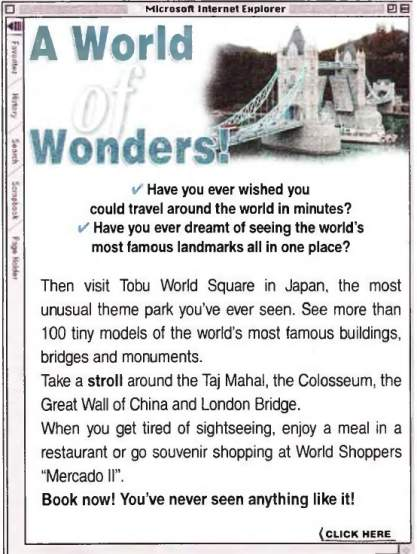 Microsoft Internet Explorer
Favorites
History
Search
Scrapbook
Page Holder
A World
of
Wonders!
✓ Have you ever wished you
could travel around the world in minutes?
✓ Have you ever dreamt of seeing the world's
most famous landmarks all in one place?
Then visit Tobu World Square in Japan, the most
unusual theme park you've ever seen. See more than
100 tiny models of the world's most famous buildings,
bridges and monuments.
Take a stroll around the Taj Mahal, the Colosseum, the
Great Wall of China and London Bridge.
When you get tired of sightseeing, enjoy a meal in a
restaurant or go souvenir shopping at World Shoppers
"Mercado II".
Book now! You've never seen anything like it!
CLICK HERE